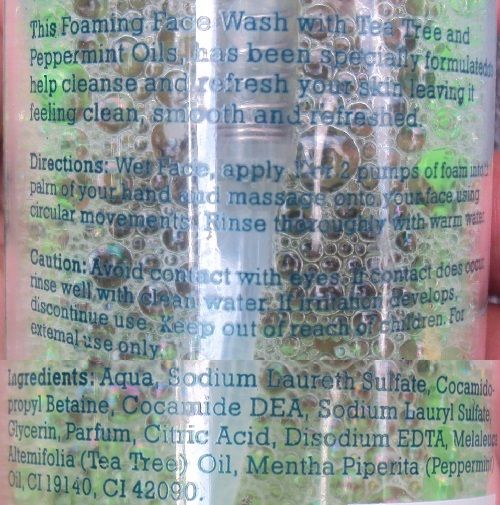 This Foaming Face Wash with Tea Tree and
Peppermint Oils, has been specially formulated to
help cleanse and refresh your skin leaving it
feeling clean, smooth and refreshed.
Directions: Wet Face, apply 1 or 2 pumps of foam into
palm of your hand and massage onto your face using
circular movements. Rinse thoroughly with warm water.
Caution: Avoid contact with eyes. If contact does occur,
rinse well with clean water. If irritation develops,
discontinue use. Keep out of reach of children. For
external use only.
Ingredients: Aqua, Sodium Laureth Sulfate, Cocamido-
propyl Betaine, Cocamide DEA, Sodium Lauryl Sulfate,
Glycerin, Parfum, Citric Acid, Disodium EDTA, Melaleuca
Altemifolia (Tea Tree) Oil, Mentha Piperita (Peppermint)
Oil, CI 19140, CI 42090.